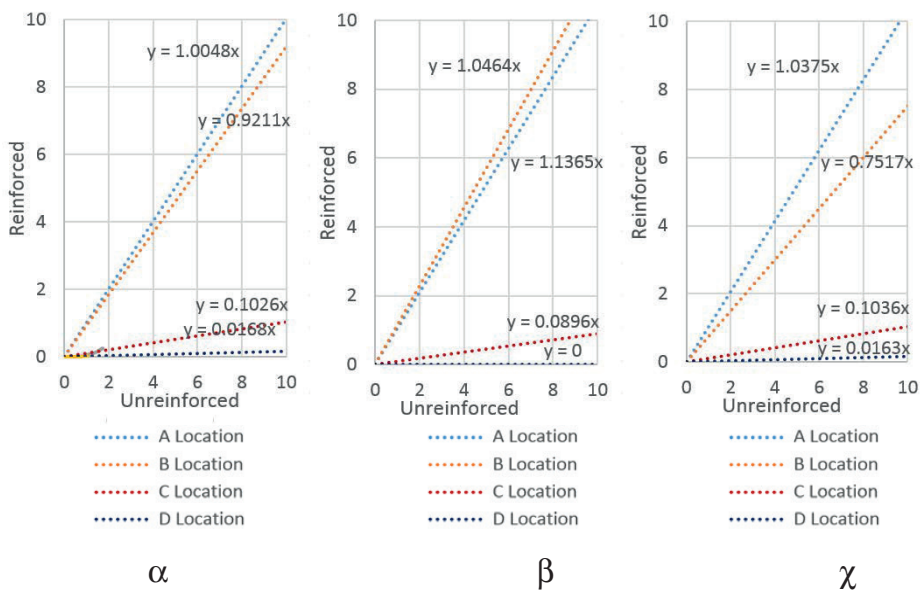 10
8
6
4
2
0
Reinforced
y = 1.0048x
y = 0.9211x
y = 0.1026x
y = 0.0168x
0 2 4 6 8 10
Unreinforced
A Location
B Location
C Location
D Location
α
10
8
6
4
2
0
Reinforced
y = 1.0464x
y = 1.1365x
y = 0.0896x
y = 0
0 2 4 6 8 10
Unreinforced
A Location
B Location
C Location
D Location
β
10
8
6
4
2
0
Reinforced
y = 1.0375x
y = 0.7517x
y = 0.1036x
y = 0.0163x
0 2 4 6 8 10
Unreinforced
A Location
B Location
C Location
D Location
χ